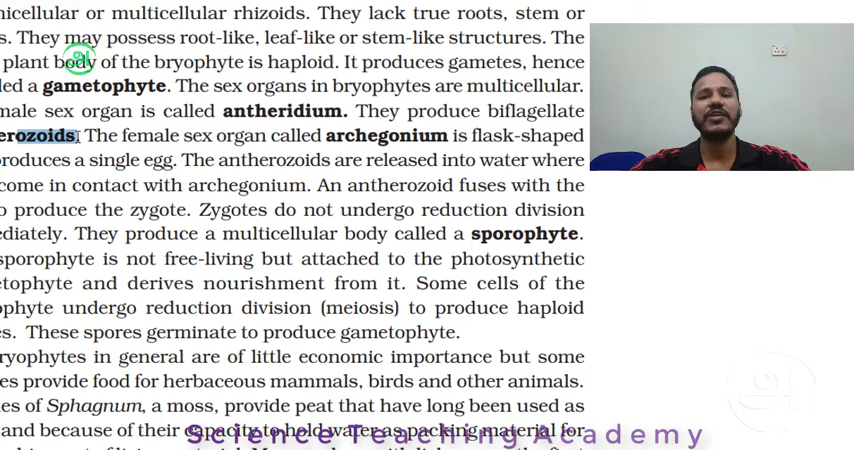 nicellular or multicellular rhizoids. They lack true roots, stem or
s. They may possess root-like, leaf-like or stem-like structures. The
plant body of the bryophyte is haploid. It produces gametes, hence
led a gametophyte. The sex organs in bryophytes are multicellular.
male sex organ is called antheridium. They produce biflagellate
erozoids. The female sex organ called archegonium is flask-shaped
produces a single egg. The antherozoids are released into water where
come in contact with archegonium. An antherozoid fuses with the
o produce the zygote. Zygotes do not undergo reduction division
ediately. They produce a multicellular body called a sporophyte.
sporophyte is not free-living but attached to the photosynthetic
etophyte and derives nourishment from it. Some cells of the
ophyte undergo reduction division (meiosis) to produce haploid
es. These spores germinate to produce gametophyte.
ryophytes in general are of little economic importance but some
es provide food for herbaceous mammals, birds and other animals.
ies of Sphagnum, a moss, provide peat that have long been used as
and because of their capacity to hold water as packing material for
Science Teaching Academy